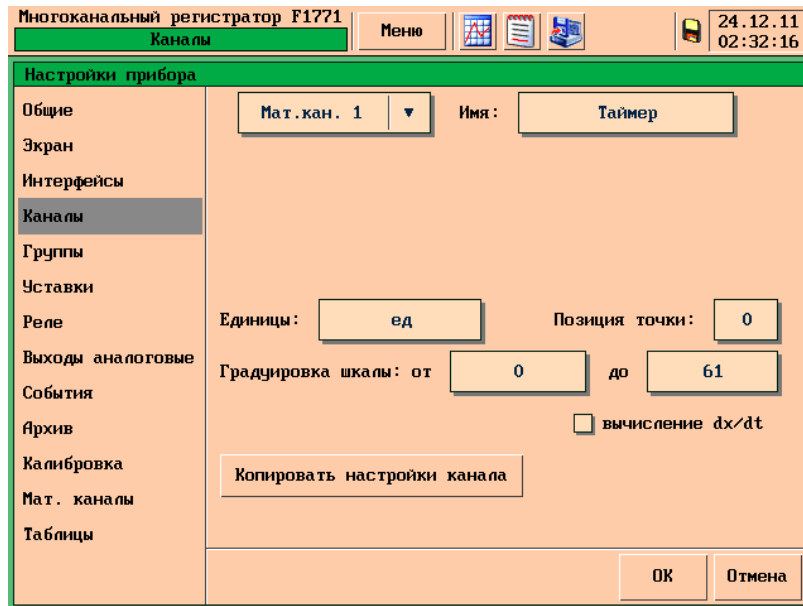 Многоканальный регистратор F1771
Каналы
Меню
24.12.11
02:32:16
Настройки прибора
Общие
Экран
Интерфейсы
Каналы
Группы
Уставки
Реле
Выходы аналоговые
События
Архив
Калибровка
Мат. каналы
Таблицы
Мат.кан. 1 ▼ Имя: Таймер
Единицы: ед Позиция точки: 0
Градуировка шкалы: от 0 до 61
вычисление dx/dt
Копировать настройки канала
ОК Отмена